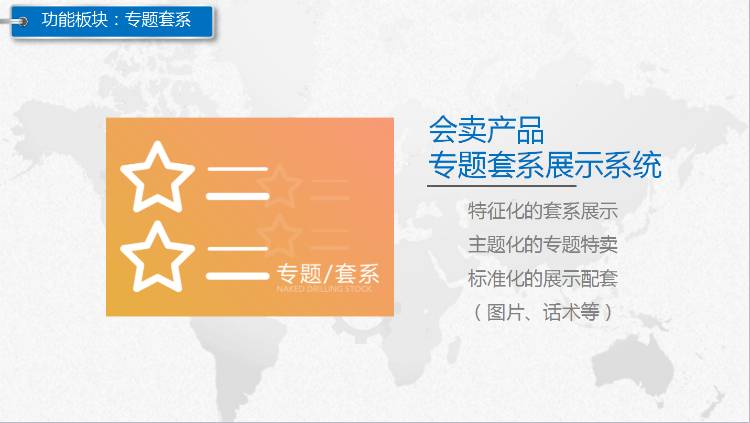 功能板块：专题套系
会卖产品
专题套系展示系统
特征化的套系展示
主题化的专题特卖
标准化的展示配套
（图片、话术等）
专题/套系
NAKED DRILLING STOCK